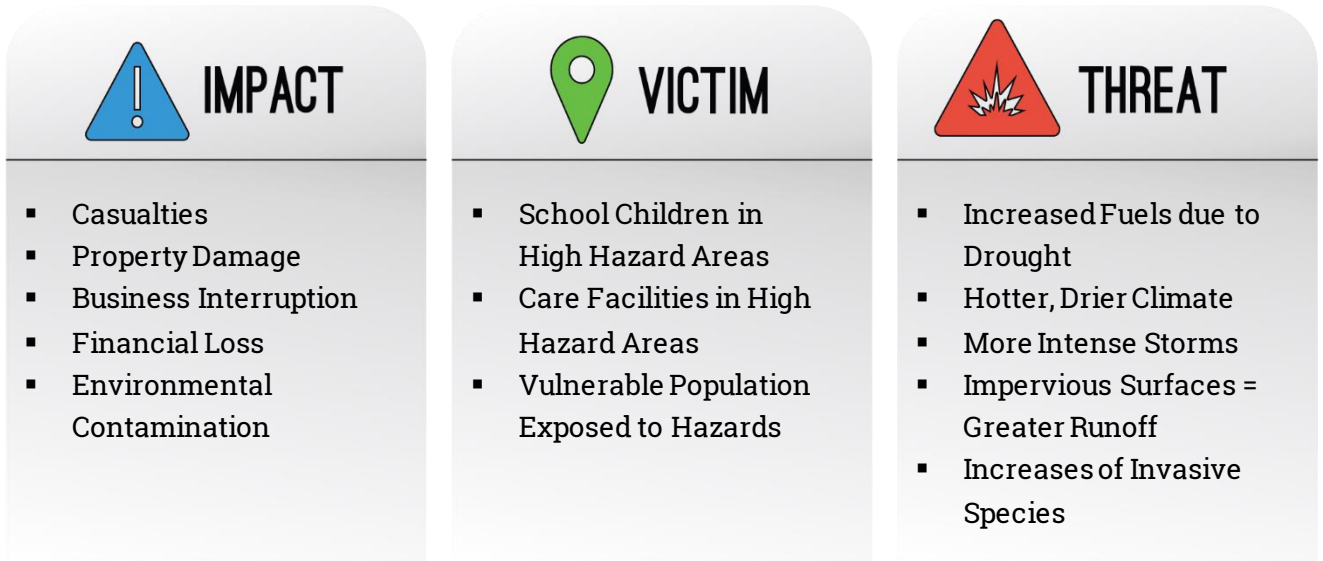 IMPACT
▪ Casualties
▪ Property Damage
▪ Business Interruption
▪ Financial Loss
▪ Environmental
Contamination
VICTIM
▪ School Children in
High Hazard Areas
▪ Care Facilities in High
Hazard Areas
▪ Vulnerable Population
Exposed to Hazards
THREAT
▪ Increased Fuels due to
Drought
▪ Hotter, Drier Climate
▪ More Intense Storms
▪ Impervious Surfaces =
Greater Runoff
▪ Increases of Invasive
Species